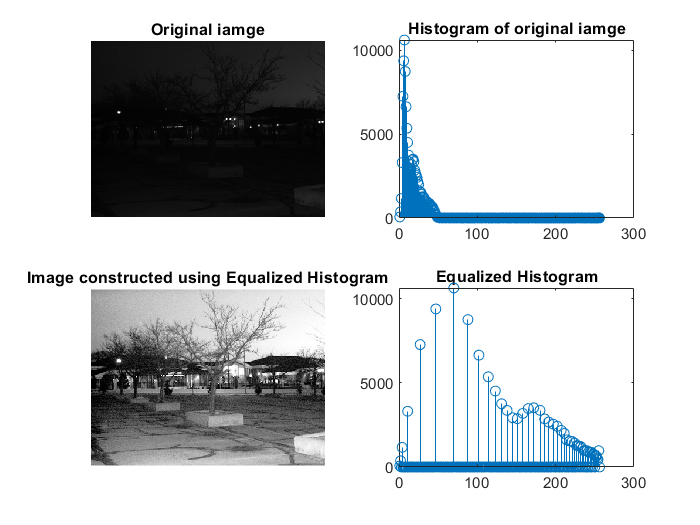 Original iamge
Histogram of original iamge
10000
5000
0
0 100 200 300
Image constructed using Equalized Histogram
Equalized Histogram
10000
5000
0
0 100 200 300